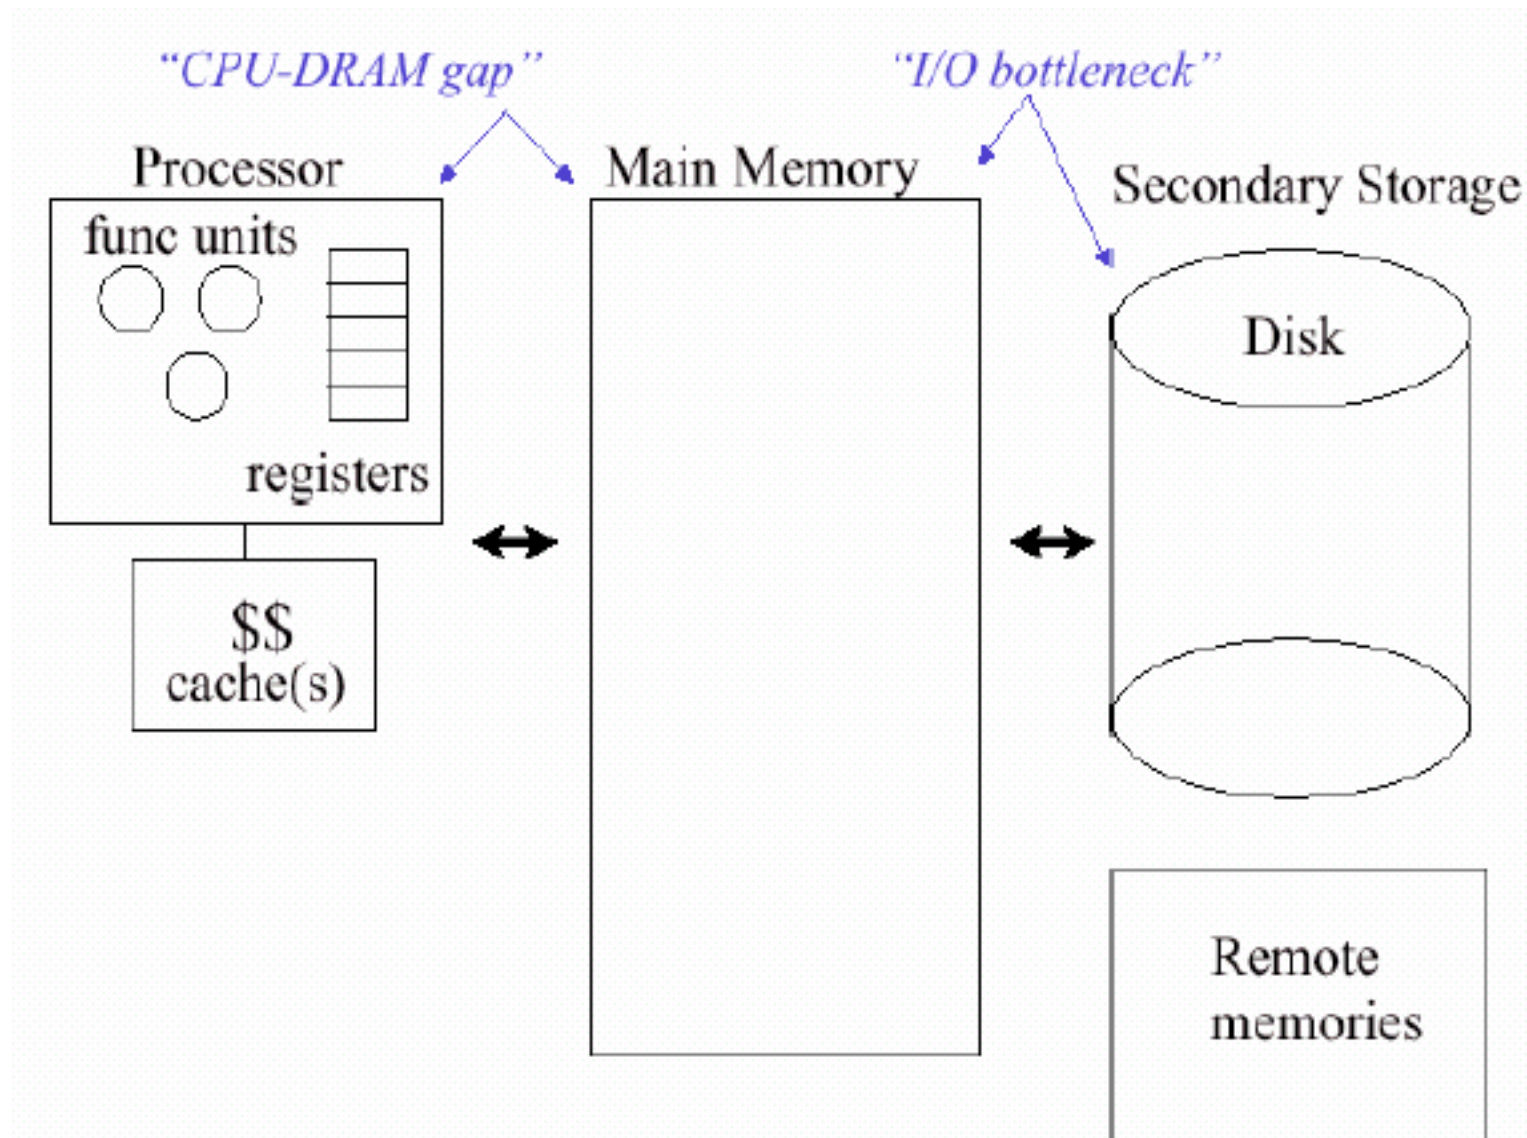 “CPU-DRAM gap”
“I/O bottleneck”
Processor
Main Memory
Secondary Storage
func units
registers
$$
cache(s)
Disk
Remote
memories